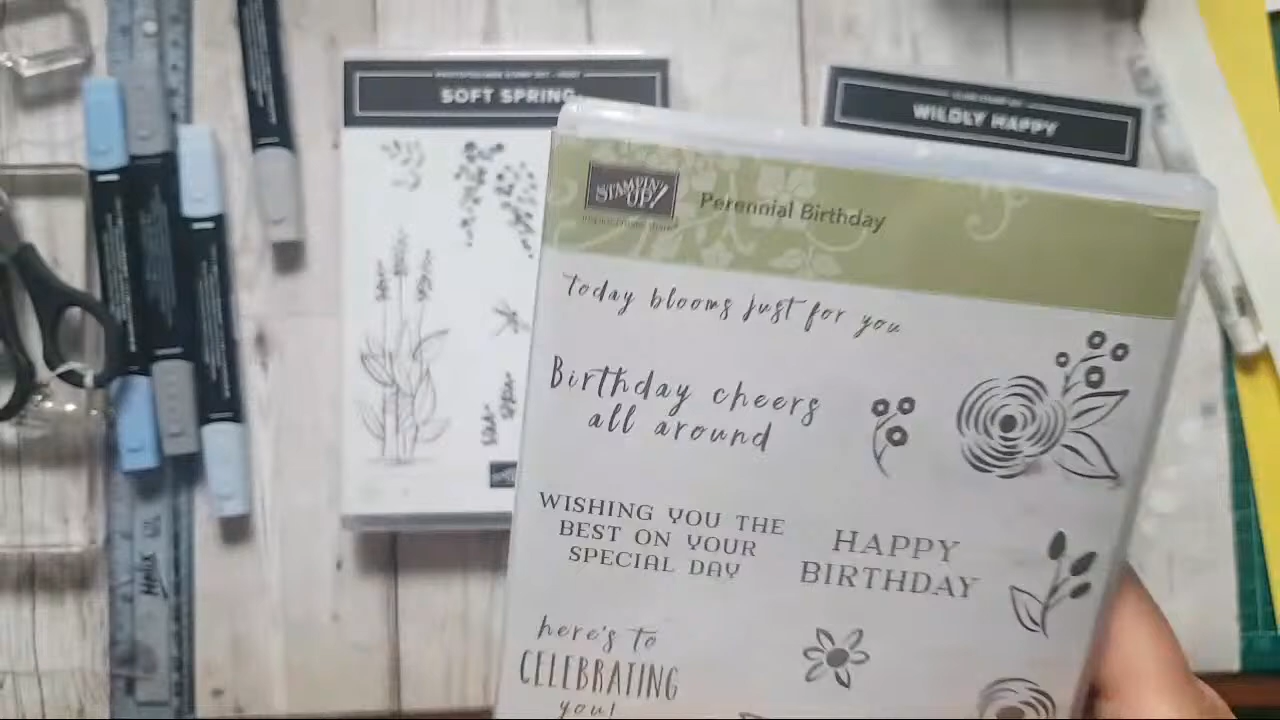 SOFT SPRING
WILDLY HAPPY
STAMPIN' UP!
Perennial Birthday
Today blooms just for you
Birthday cheers
all around
WISHING YOU THE
BEST ON YOUR
SPECIAL DAY
HAPPY
BIRTHDAY
here's to
CELEBRATING
you!